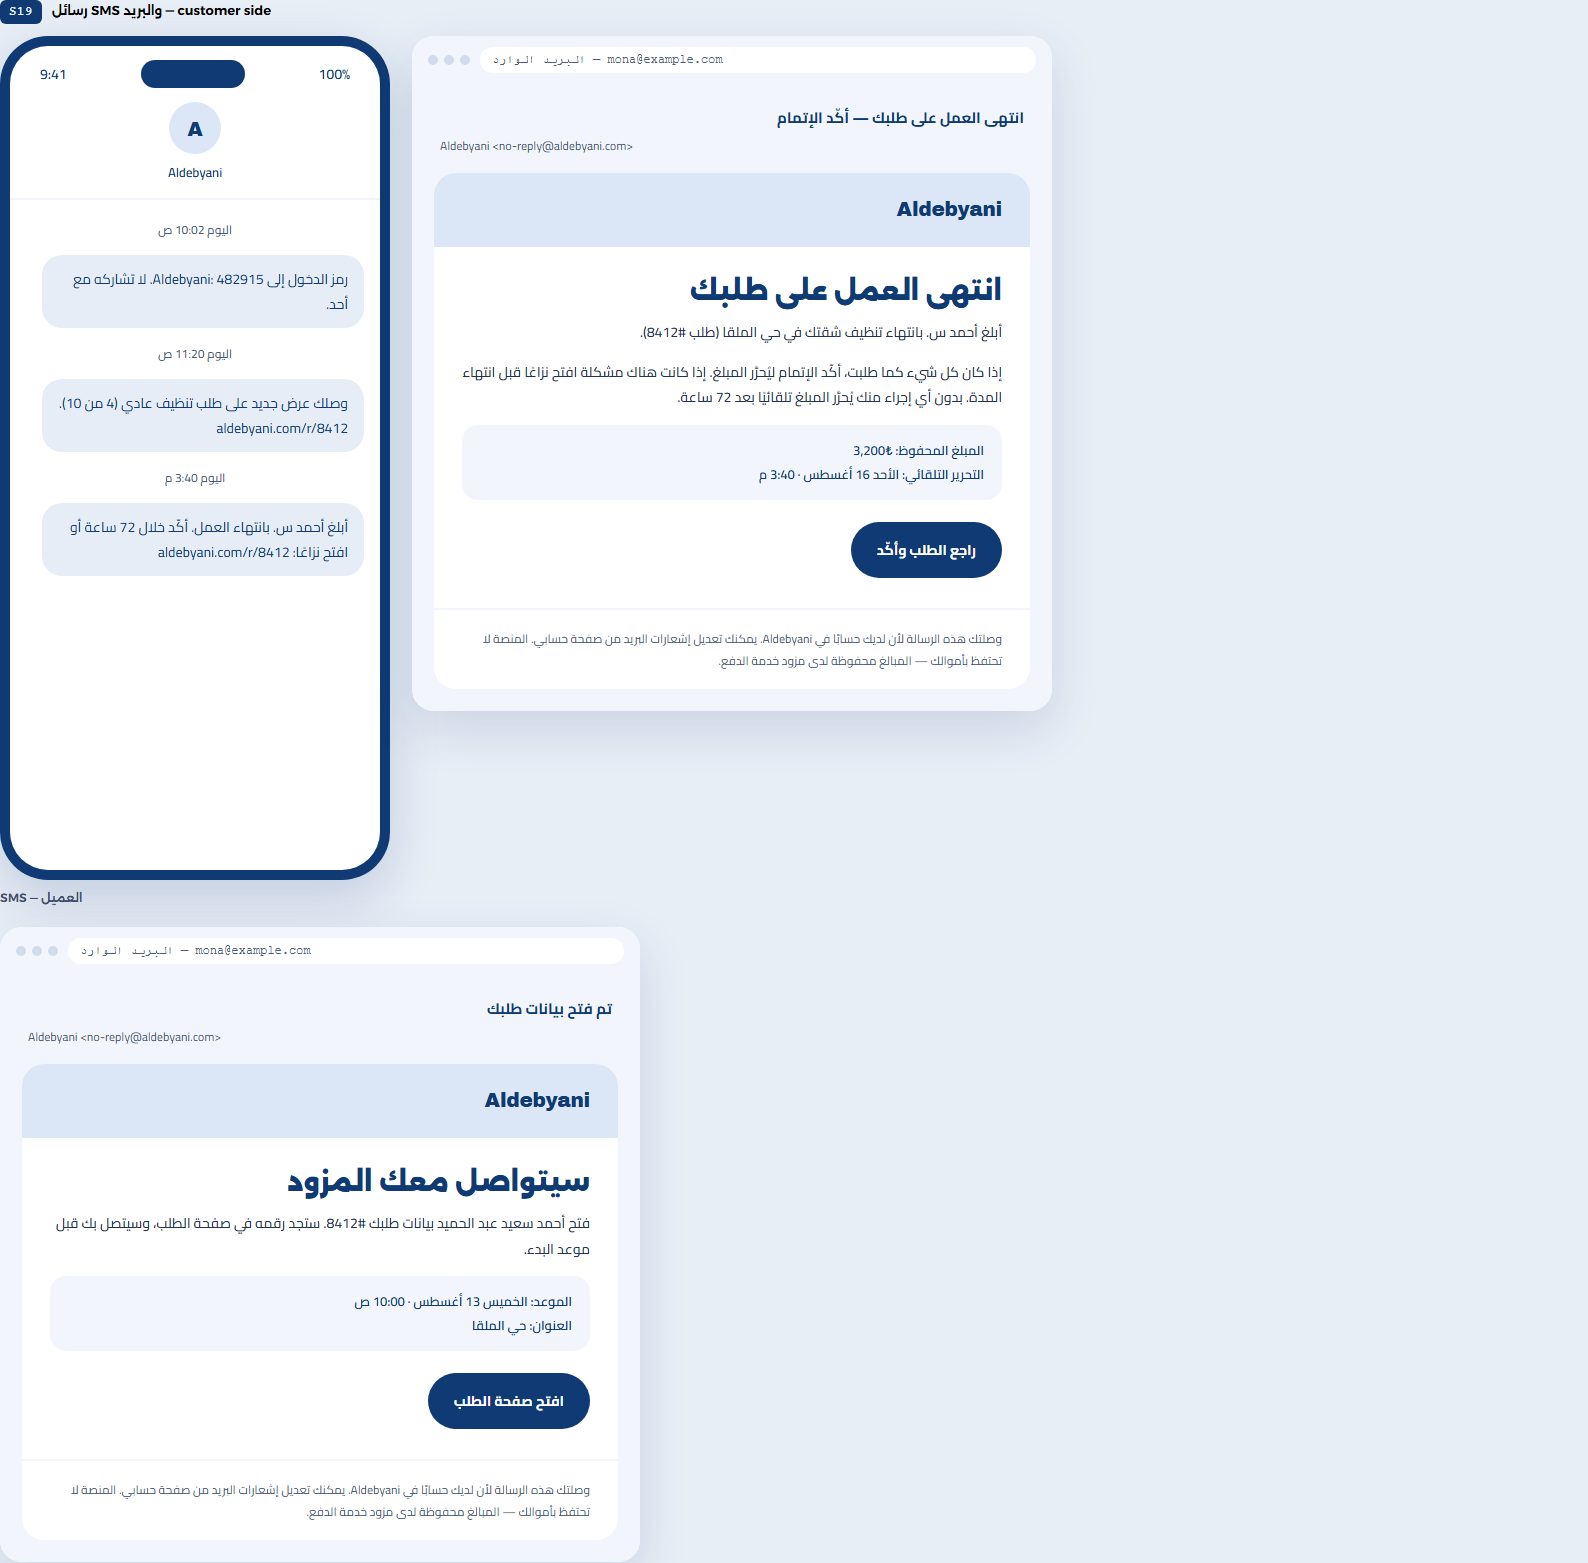 S19
رسائل SMS والبريد — customer side
9:41
100%
A
Aldebyani
اليوم 10:02 ص
رمز الدخول إلى Aldebyani: 482915. لا تشاركه مع
أحد.
اليوم 11:20 ص
وصلك عرض جديد على طلب تنظيف عادي (4 من 10).
aldebyani.com/r/8412
اليوم 3:40 م
أبلغ أحمد س. بانتهاء العمل. أكّد خلال 72 ساعة أو
افتح نزاعًا: aldebyani.com/r/8412
العميل — SMS
البريد الوارد — mona@example.com
انتهى العمل على طلبك — أكّد الإتمام
Aldebyani <no-reply@aldebyani.com>
Aldebyani
انتهى العمل على طلبك
أبلغ أحمد س. بانتهاء تنظيف شقتك في حي الملقا (طلب #8412).
إذا كان كل شيء كما طلبت، أكّد الإتمام ليُحرَّر المبلغ. إذا كانت هناك مشكلة افتح نزاعًا قبل انتهاء
المدة. بدون أي إجراء منك يُحرَّر المبلغ تلقائيًا بعد 72 ساعة.
المبلغ المحفوظ: ₺3,200
التحرير التلقائي: الأحد 16 أغسطس · 3:40 م
راجع الطلب وأكّد
وصلتك هذه الرسالة لأن لديك حسابًا في Aldebyani. يمكنك تعديل إشعارات البريد من صفحة حسابي. المنصة لا
تحتفظ بأموالك — المبالغ محفوظة لدى مزود خدمة الدفع.
البريد الوارد — mona@example.com
تم فتح بيانات طلبك
Aldebyani <no-reply@aldebyani.com>
Aldebyani
سيتواصل معك المزود
فتح أحمد سعيد عبد الحميد بيانات طلبك #8412. ستجد رقمه في صفحة الطلب، وسيتصل بك قبل
موعد البدء.
الموعد: الخميس 13 أغسطس · 10:00 ص
العنوان: حي الملقا
افتح صفحة الطلب
وصلتك هذه الرسالة لأن لديك حسابًا في Aldebyani. يمكنك تعديل إشعارات البريد من صفحة حسابي. المنصة لا
تحتفظ بأموالك — المبالغ محفوظة لدى مزود خدمة الدفع.